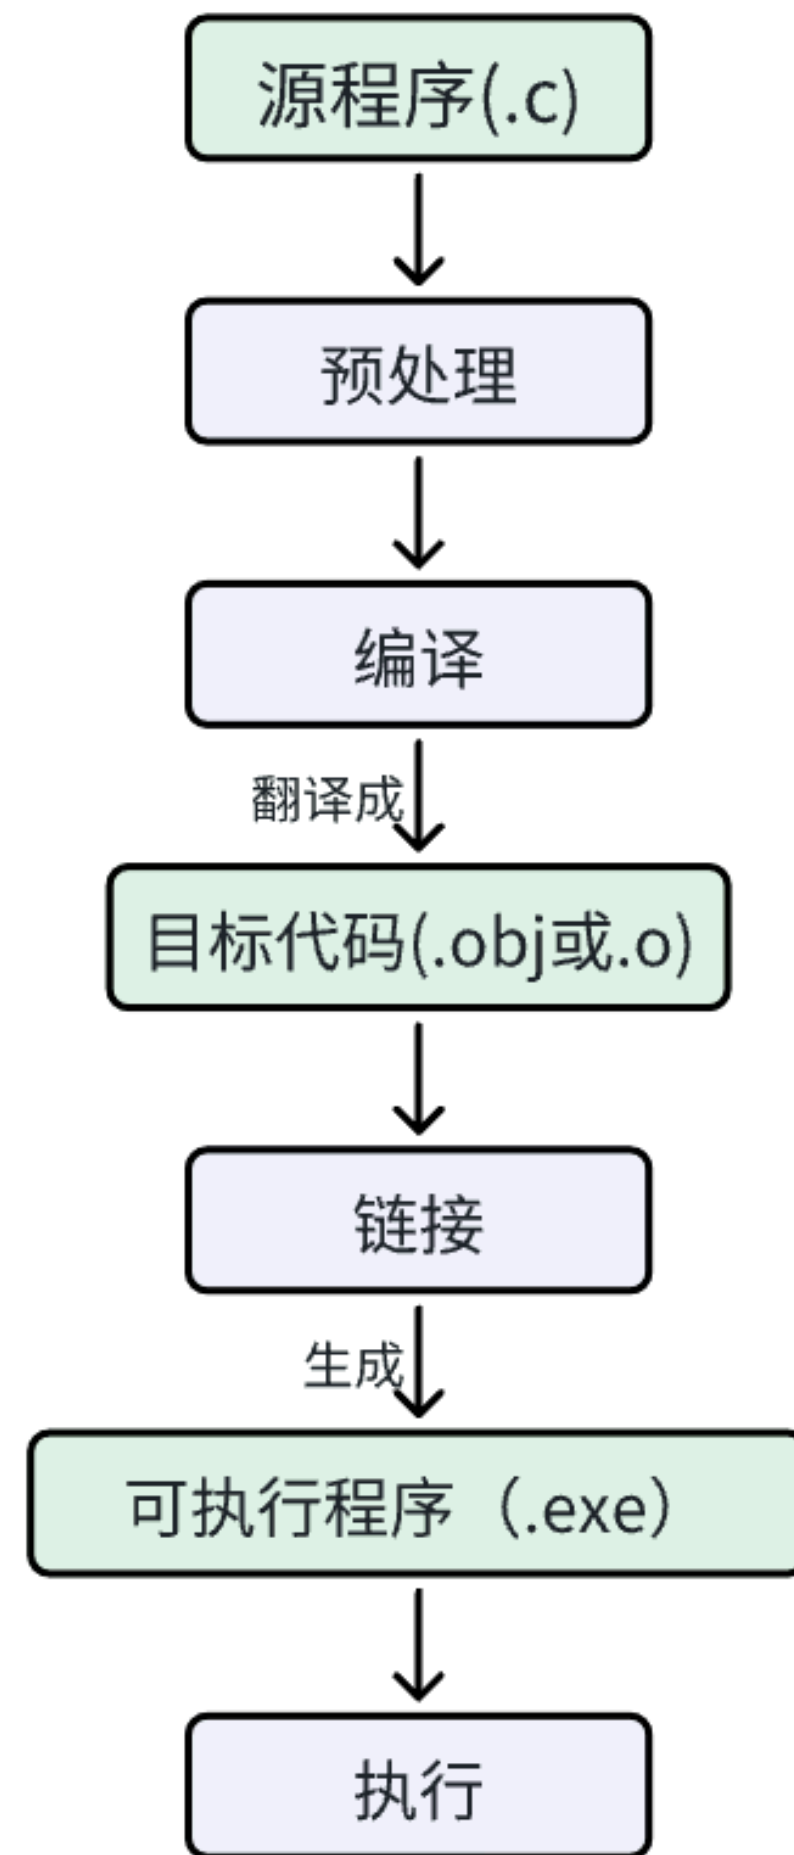 源程序(.c)
预处理
编译
翻译成
目标代码(.obj或.o)
链接
生成
可执行程序（.exe）
执行